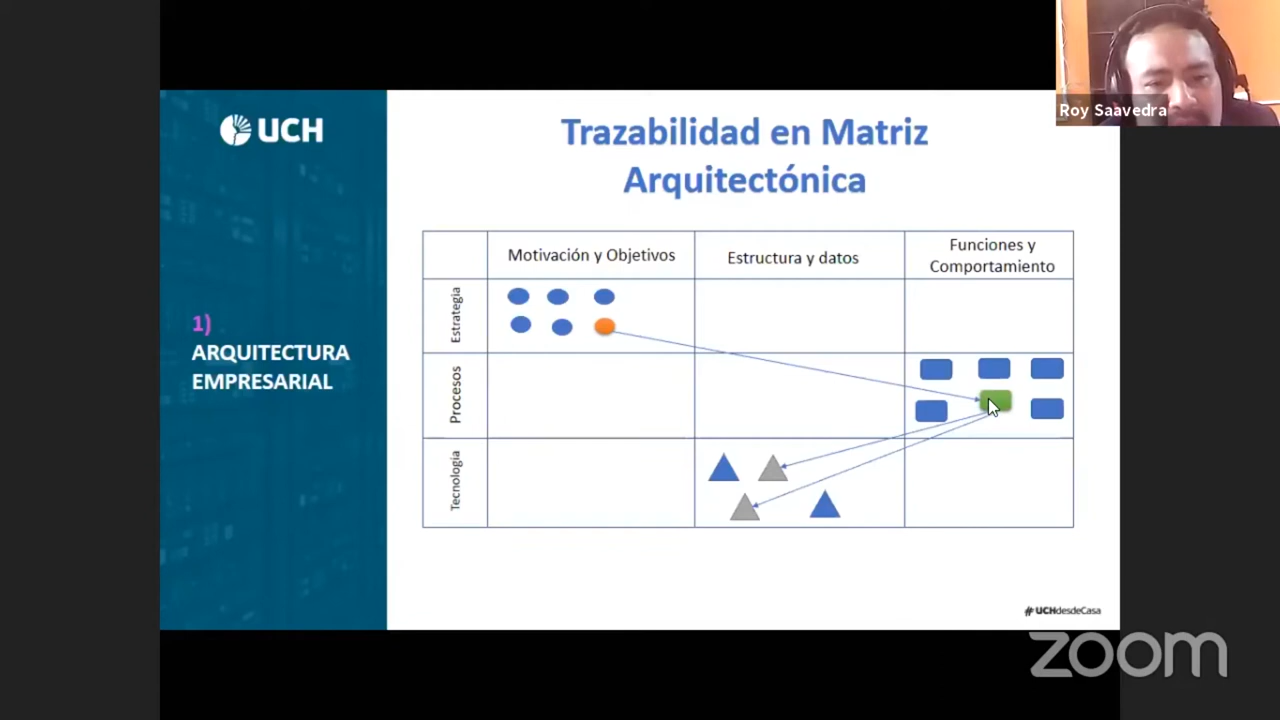 Roy Saavedra
UCH
Trazabilidad en Matriz
Arquitectónica
1)
ARQUITECTURA
EMPRESARIAL
Motivación y Objetivos
Estructura y datos
Funciones y
Comportamiento
Estrategia
Procesos
Tecnología
#UCHdesdeCasa
zoom